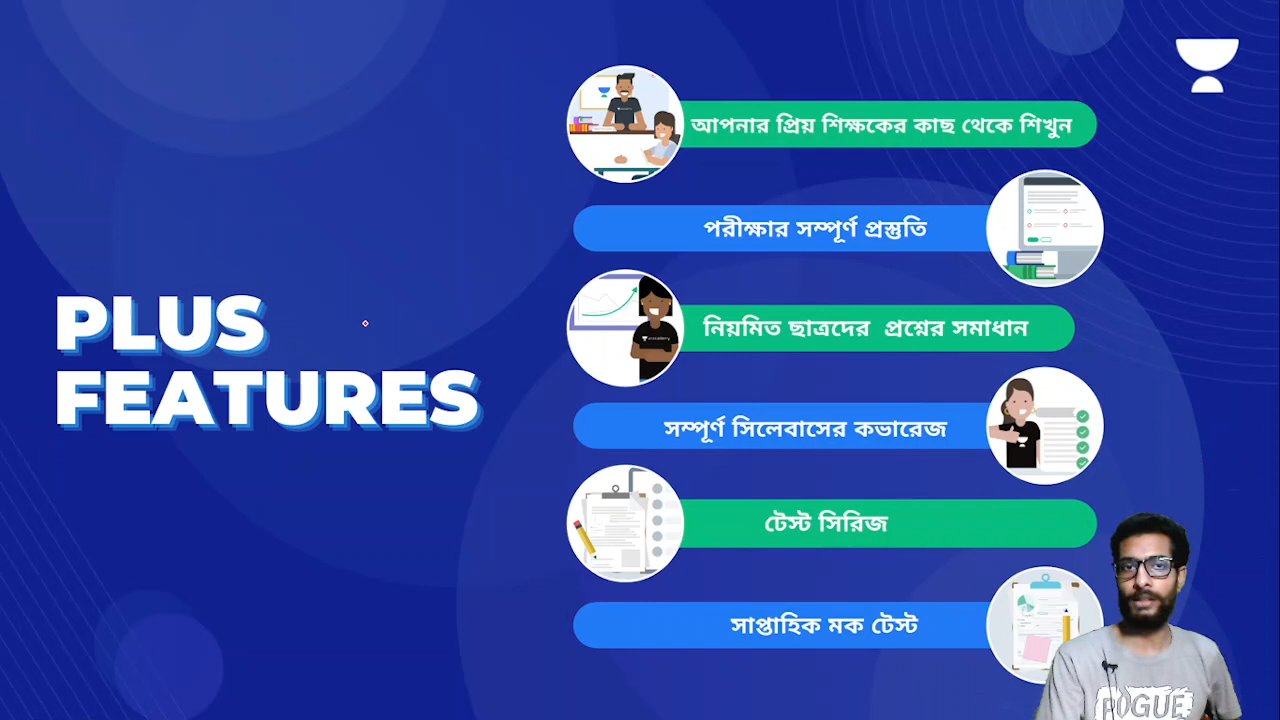 PLUS
FEATURES
আপনার প্রিয় শিক্ষকের কাছ থেকে শিখুন
পরীক্ষার সম্পূর্ণ প্রস্তুতি
নিয়মিত ছাত্রদের প্রশ্নের সমাধান
সম্পূর্ণ সিলেবাসের কভারেজ
টেস্ট সিরিজ
সাপ্তাহিক মক টেস্ট